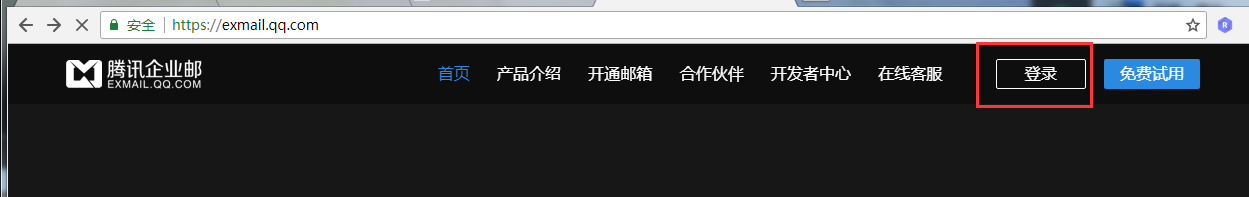 安全 https://exmail.qq.com
腾讯企业邮
EXMAIL.QQ.COM
首页 产品介绍 开通邮箱 合作伙伴 开发者中心 在线客服 登录 免费试用